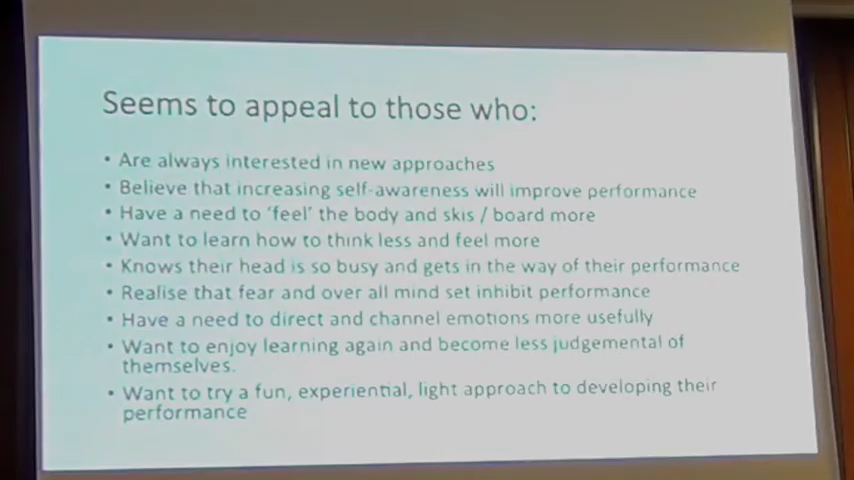 Seems to appeal to those who:
• Are always interested in new approaches
• Believe that increasing self-awareness will improve performance
• Have a need to 'feel' the body and skis / board more
• Want to learn how to think less and feel more
• Knows their head is so busy and gets in the way of their performance
• Realise that fear and over all mind set inhibit performance
• Have a need to direct and channel emotions more usefully
• Want to enjoy learning again and become less judgemental of
themselves.
• Want to try a fun, experiential, light approach to developing their
performance